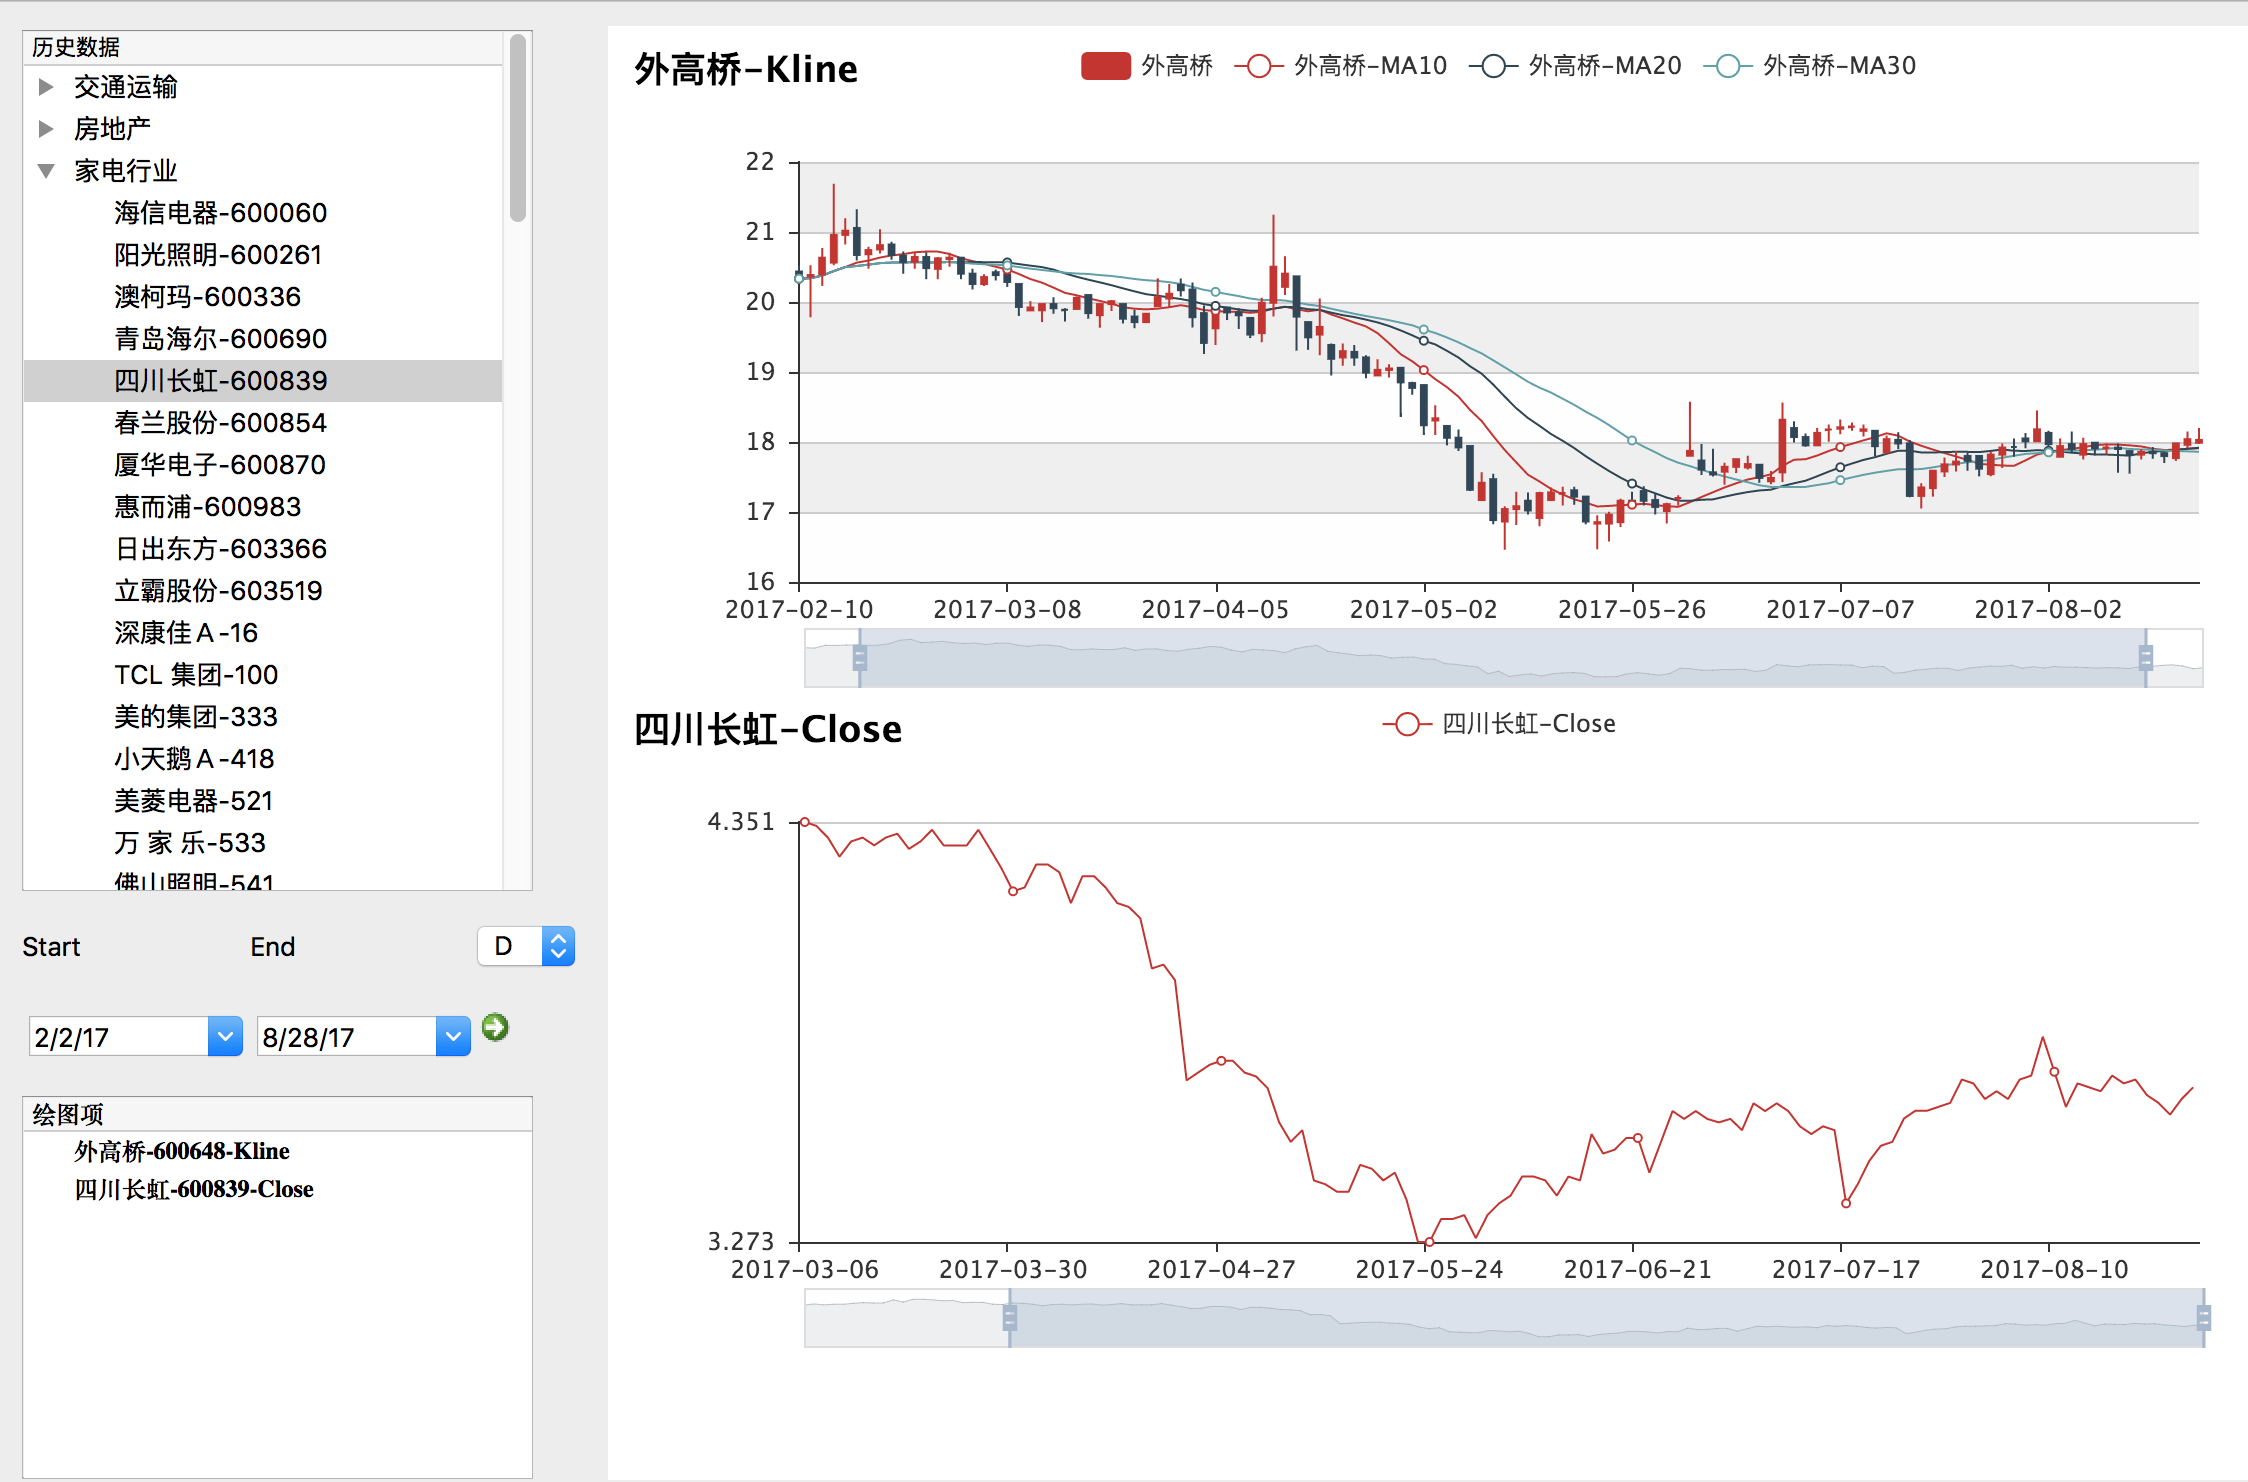 历史数据
交通运输
房地产
家电行业
海信电器-600060
阳光照明-600261
澳柯玛-600336
青岛海尔-600690
四川长虹-600839
春兰股份-600854
厦华电子-600870
惠而浦-600983
日出东方-603366
立霸股份-603519
深康佳Ａ-16
TCL 集团-100
美的集团-333
小天鹅Ａ-418
美菱电器-521
万 家 乐-533
佛山照明-541
Start End D
2/2/17 8/28/17
绘图项
外高桥-600648-Kline
四川长虹-600839-Close
外高桥-Kline
外高桥 外高桥-MA10 外高桥-MA20 外高桥-MA30
22
21
20
19
18
17
16
2017-02-10 2017-03-08 2017-04-05 2017-05-02 2017-05-26 2017-07-07 2017-08-02
四川长虹-Close
四川长虹-Close
4.351
3.273
2017-03-06 2017-03-30 2017-04-27 2017-05-24 2017-06-21 2017-07-17 2017-08-10